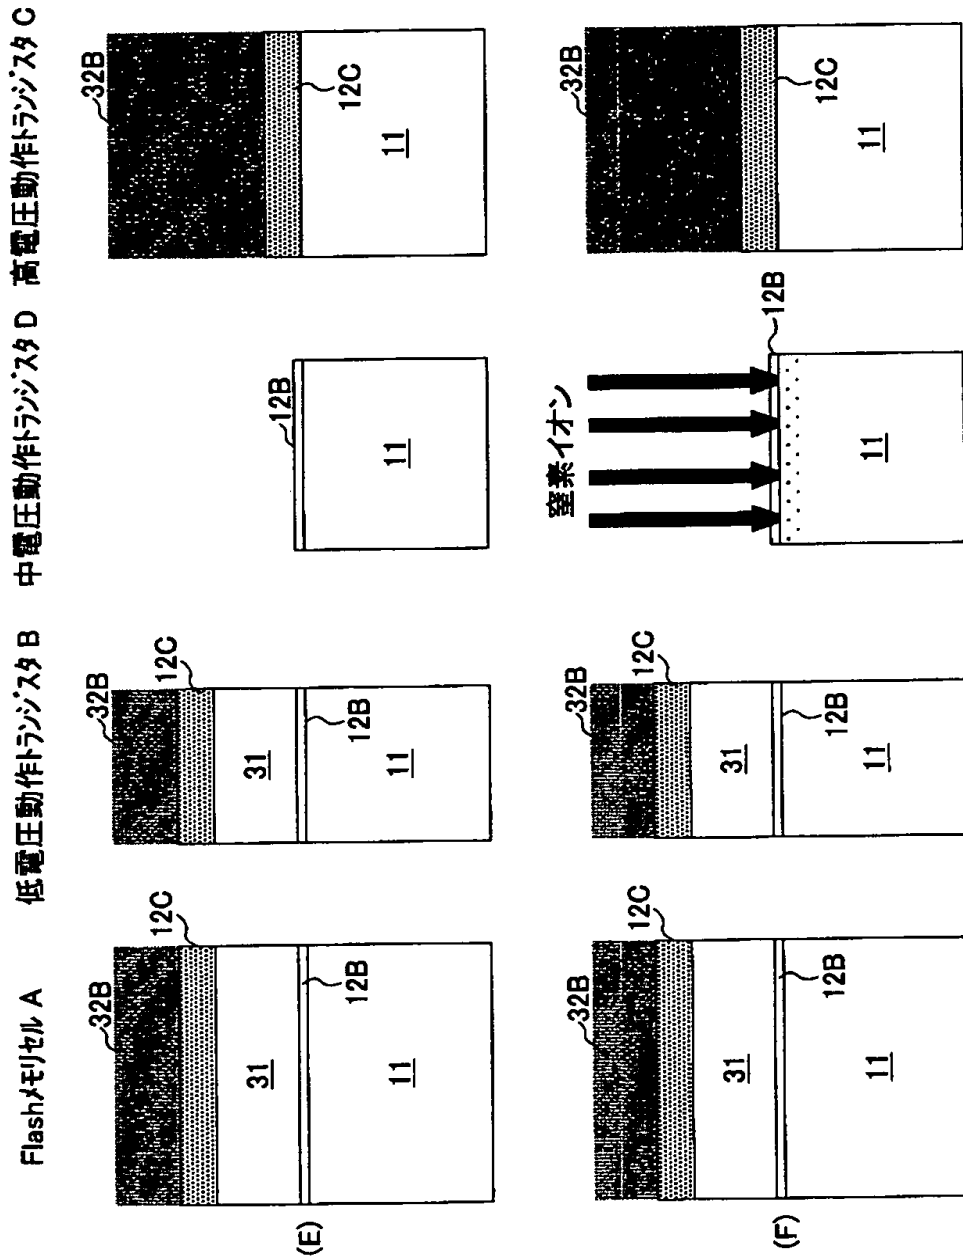 Flashメモリセル A
低電圧動作トランジスタ B
中電圧動作トランジスタ D
高電圧動作トランジスタ C
(E)
32B
12C
31
12B
11
32B
12C
31
12B
11
12B
11
32B
12C
11
(F)
32B
12C
31
12B
11
32B
12C
31
12B
11
窒素イオン
12B
11
32B
12C
11